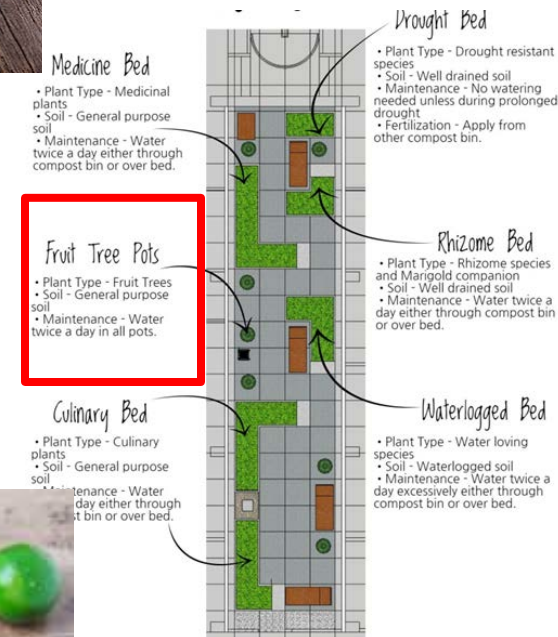 Medicine Bed
• Plant Type - Medicinal
plants
• Soil - General purpose
soil
• Maintenance - Water
twice a day either through
compost bin or over bed.
Fruit Tree Pots
• Plant Type - Fruit Trees
• Soil - General purpose
soil
• Maintenance - Water
twice a day in all pots.
Culinary Bed
• Plant Type - Culinary
plants
• Soil - General purpose
soil
tenance - Water
day either through
st bin or over bed.
Drought Bed
• Plant Type - Drought resistant
species
• Soil - Well drained soil
• Maintenance - No watering
needed unless during prolonged
drought
• Fertilization - Apply from
other compost bin.
Rhizome Bed
• Plant Type - Rhizome species
and Marigold companion
• Soil - Well drained soil
• Maintenance - Water twice a
day either through compost bin
or over bed.
Waterlogged Bed
• Plant Type - Water loving
species
• Soil - Waterlogged soil
• Maintenance - Water twice a
day excessively either through
compost bin or over bed.